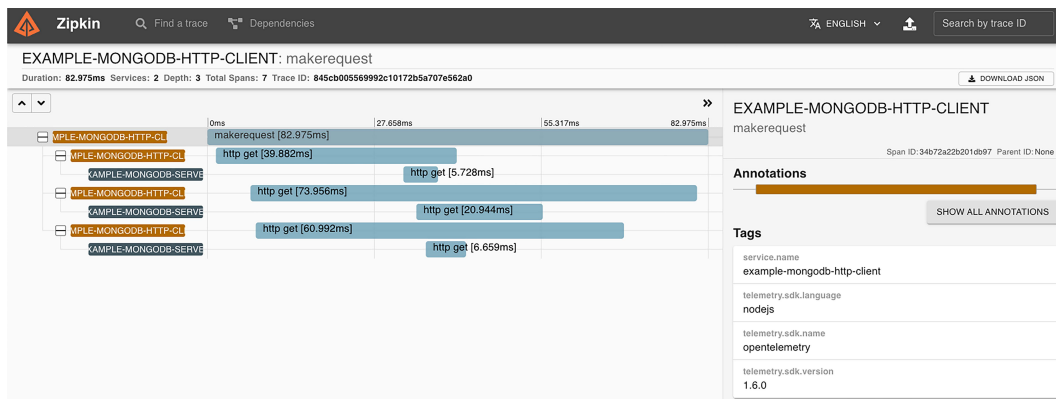 Zipkin Find a trace Dependencies ENGLISH Search by trace ID
EXAMPLE-MONGODB-HTTP-CLIENT: makerequest
Duration: 82.975ms Services: 2 Depth: 3 Total Spans: 7 Trace ID: 845cb005569992c10172b5a707e562a0
DOWNLOAD JSON
0ms 27.658ms 55.317ms 82.975ms
MPLE-MONGODB-HTTP-CLI makerequest [82.975ms]
MPLE-MONGODB-HTTP-CLI http get [39.882ms]
XAMPLE-MONGODB-SERVE http get [5.728ms]
MPLE-MONGODB-HTTP-CLI http get [73.956ms]
XAMPLE-MONGODB-SERVE http get [20.944ms]
MPLE-MONGODB-HTTP-CLI http get [60.992ms]
XAMPLE-MONGODB-SERVE http get [6.659ms]
EXAMPLE-MONGODB-HTTP-CLIENT
makerequest
Span ID: 34b72a22b201db97 Parent ID: None
Annotations
SHOW ALL ANNOTATIONS
Tags
service.name
example-mongodb-http-client
telemetry.sdk.language
nodejs
telemetry.sdk.name
opentelemetry
telemetry.sdk.version
1.6.0